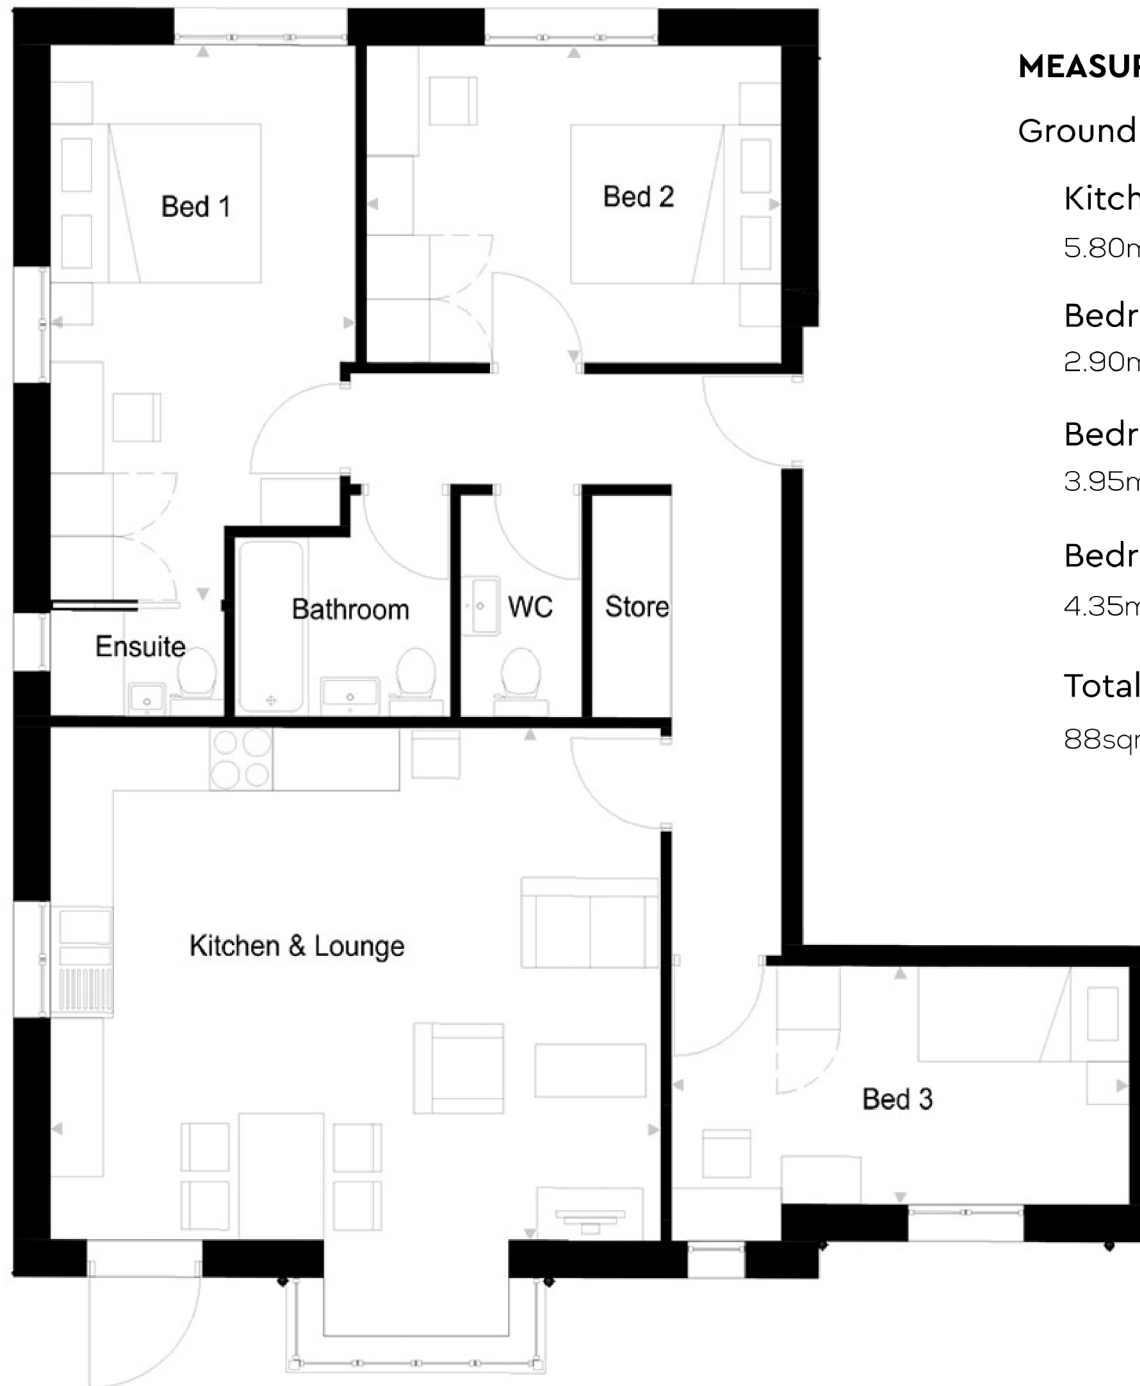 Bed 1
Bed 2
Bathroom
WC
Store
Ensuite
Kitchen & Lounge
Bed 3
MEASUR
Ground
Kitch
5.80m
Bedr
2.90m
Bedr
3.95m
Bedr
4.35m
Total
88sqr